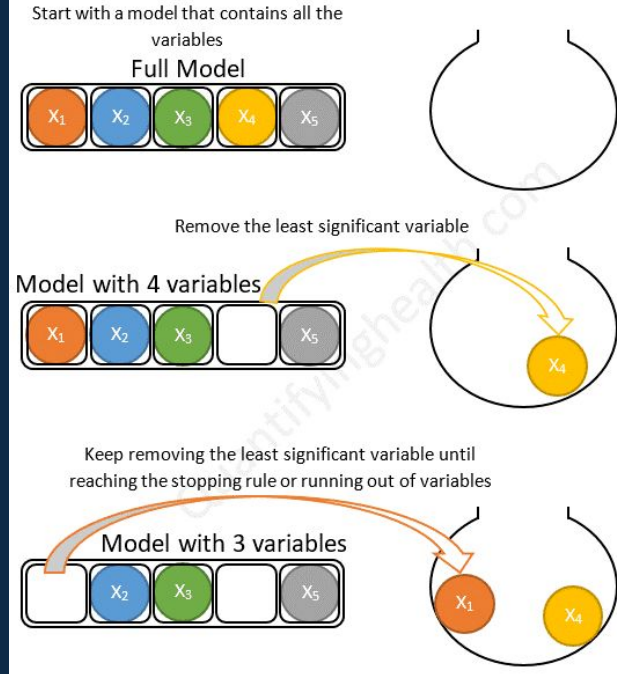 Start with a model that contains all the
variables
Full Model
X₁ X₂ X₃ X₄ X₅
Remove the least significant variable
Model with 4 variables
X₁ X₂ X₃ X₅
X₄
Keep removing the least significant variable until
reaching the stopping rule or running out of variables
Model with 3 variables
X₂ X₃ X₅
X₁ X₄
quantifyinghealth.com